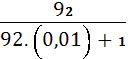 92
92.(0,01) + 1